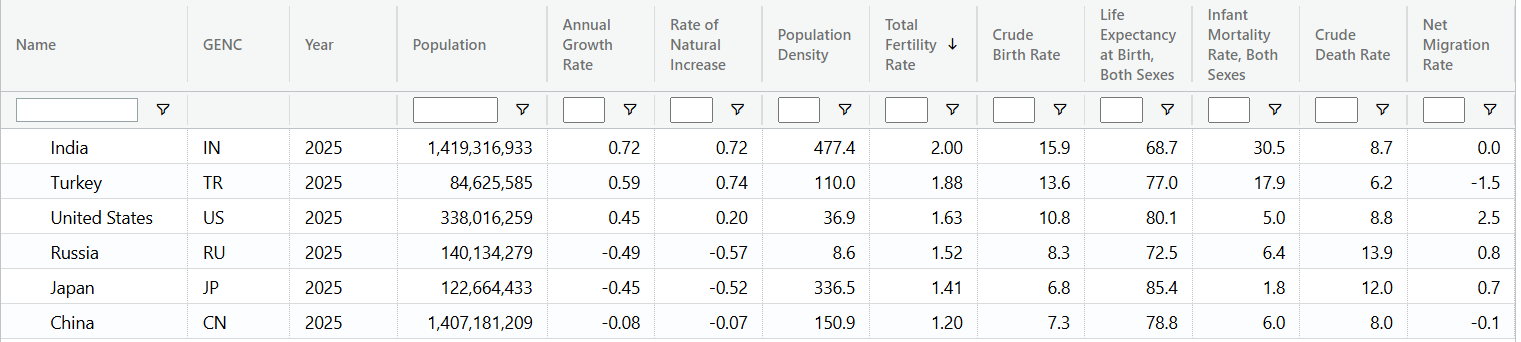 Name GENC Year Population Annual Growth Rate Rate of Natural Increase Population Density Total Fertility Rate ↓ Crude Birth Rate Life Expectancy at Birth, Both Sexes Infant Mortality Rate, Both Sexes Crude Death Rate Net Migration Rate
India IN 2025 1,419,316,933 0.72 0.72 477.4 2.00 15.9 68.7 30.5 8.7 0.0
Turkey TR 2025 84,625,585 0.59 0.74 110.0 1.88 13.6 77.0 17.9 6.2 -1.5
United States US 2025 338,016,259 0.45 0.20 36.9 1.63 10.8 80.1 5.0 8.8 2.5
Russia RU 2025 140,134,279 -0.49 -0.57 8.6 1.52 8.3 72.5 6.4 13.9 0.8
Japan JP 2025 122,664,433 -0.45 -0.52 336.5 1.41 6.8 85.4 1.8 12.0 0.7
China CN 2025 1,407,181,209 -0.08 -0.07 150.9 1.20 7.3 78.8 6.0 8.0 -0.1